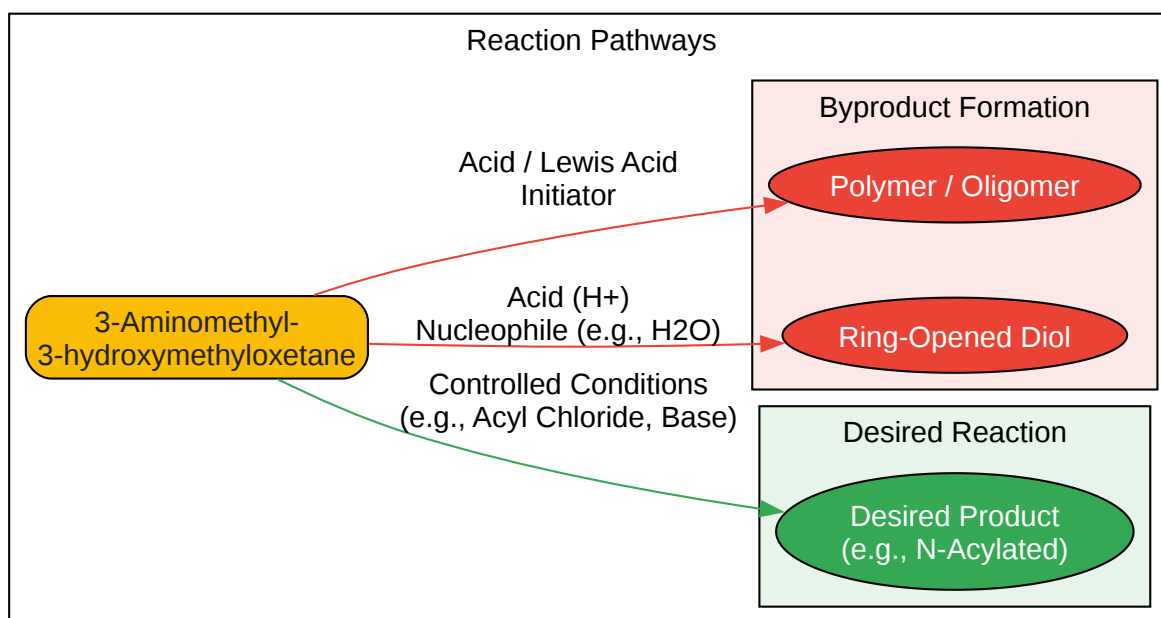 Reaction Pathways
Byproduct Formation
Acid / Lewis Acid
Initiator
Polymer / Oligomer
3-Aminomethyl-
3-hydroxymethyloxetane
Acid (H+)
Nucleophile (e.g., H2O)
Ring-Opened Diol
Controlled Conditions
(e.g., Acyl Chloride, Base)
Desired Reaction
Desired Product
(e.g., N-Acylated)